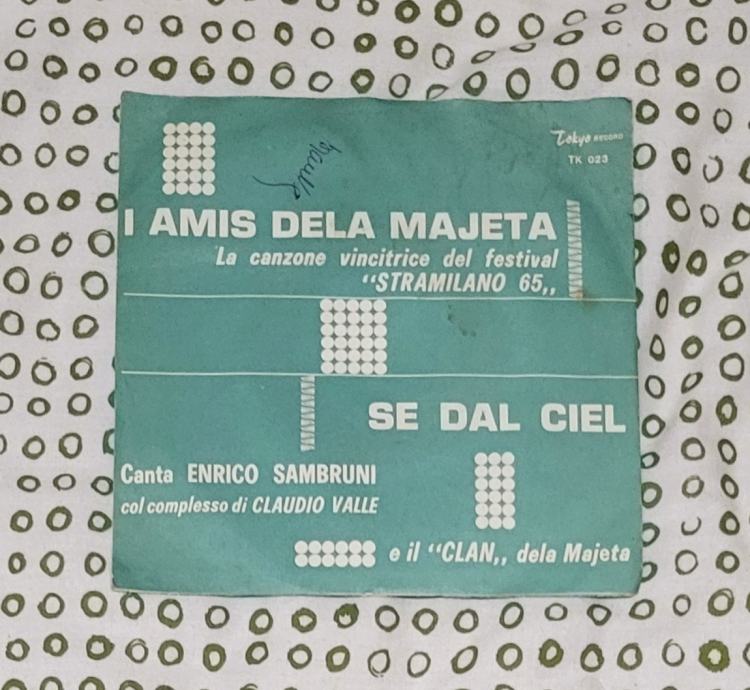 Tokyo RECORD
TK 023
I AMIS DELA MAJETA
La canzone vincitrice del festival
“STRAMILANO 65„
SE DAL CIEL
Canta ENRICO SAMBRUNI
col complesso di CLAUDIO VALLE
e il “CLAN„ dela Majeta